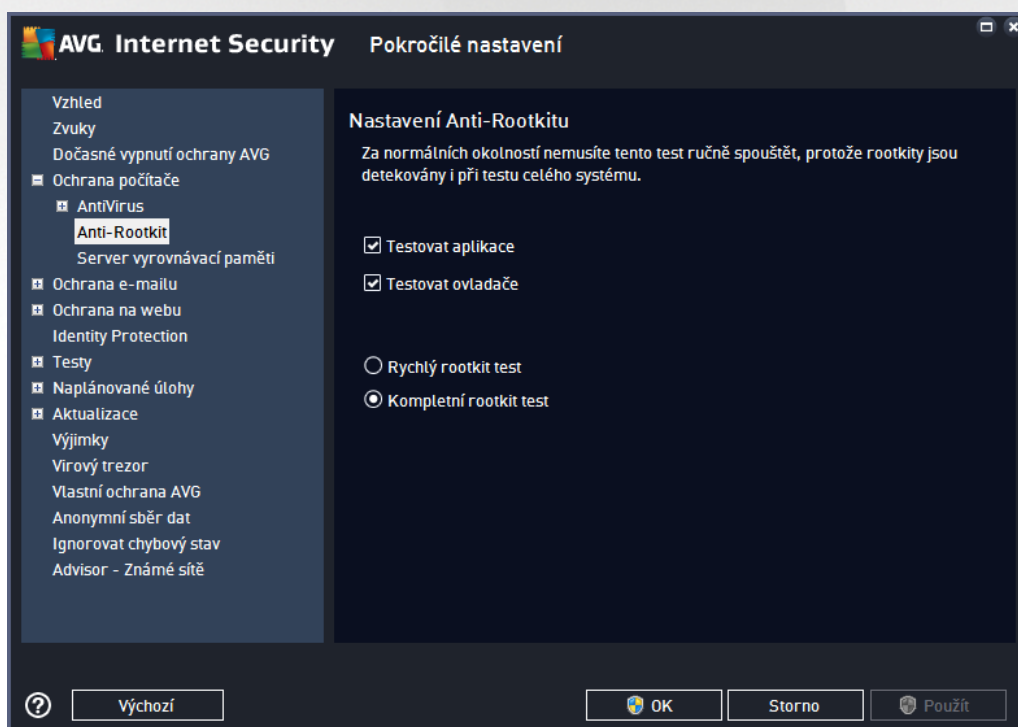 AVG. Internet Security Pokročilé nastavení
Vzhled
Zvuky
Dočasné vypnutí ochrany AVG
Ochrana počítače
AntiVirus
Anti-Rootkit
Server vyrovnávací paměti
Ochrana e-mailu
Ochrana na webu
Identity Protection
Testy
Naplánované úlohy
Aktualizace
Výjimky
Virový trezor
Vlastní ochrana AVG
Anonymní sběr dat
Ignorovat chybový stav
Advisor - Známé sítě
Nastavení Anti-Rootkitu
Za normálních okolností nemusíte tento test ručně spouštět, protože rootkity jsou
detekovány i při testu celého systému.
Testovat aplikace
Testovat ovladače
Rychlý rootkit test
Kompletní rootkit test
Výchozí
OK
Storno
Použít